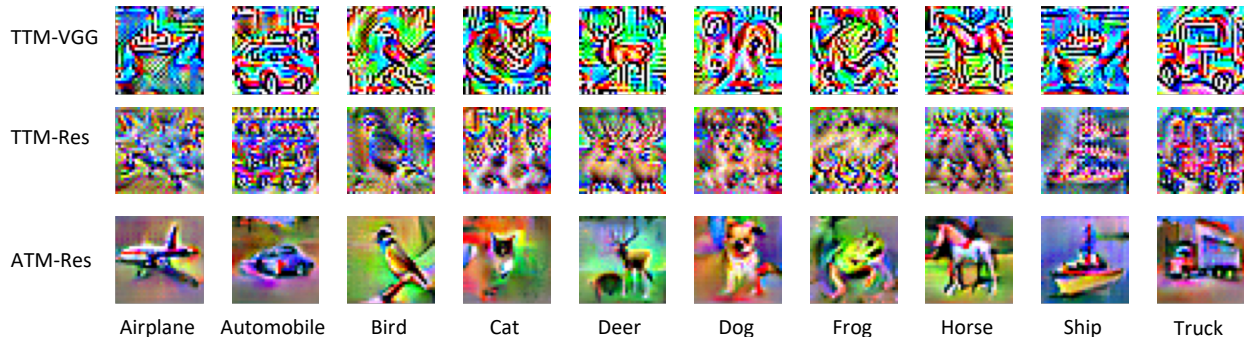 TTM-VGG
TTM-Res
ATM-Res
Airplane Automobile Bird Cat Deer Dog Frog Horse Ship Truck